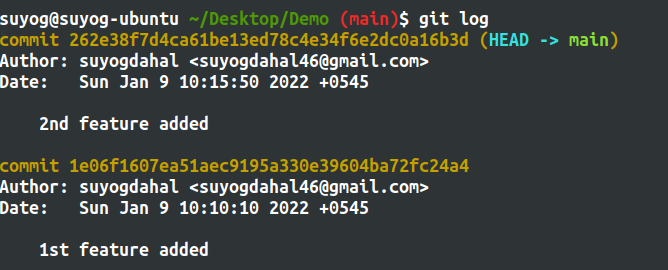 suyog@suyog-ubuntu ~/Desktop/Demo (main)$ git log
commit 262e38f7d4ca61be13ed78c4e34f6e2dc0a16b3d (HEAD -> main)
Author: suyogdahal <suyogdahal46@gmail.com>
Date:   Sun Jan 9 10:15:50 2022 +0545
    2nd feature added
commit 1e06f1607ea51aec9195a330e39604ba72fc24a4
Author: suyogdahal <suyogdahal46@gmail.com>
Date:   Sun Jan 9 10:10:10 2022 +0545
    1st feature added